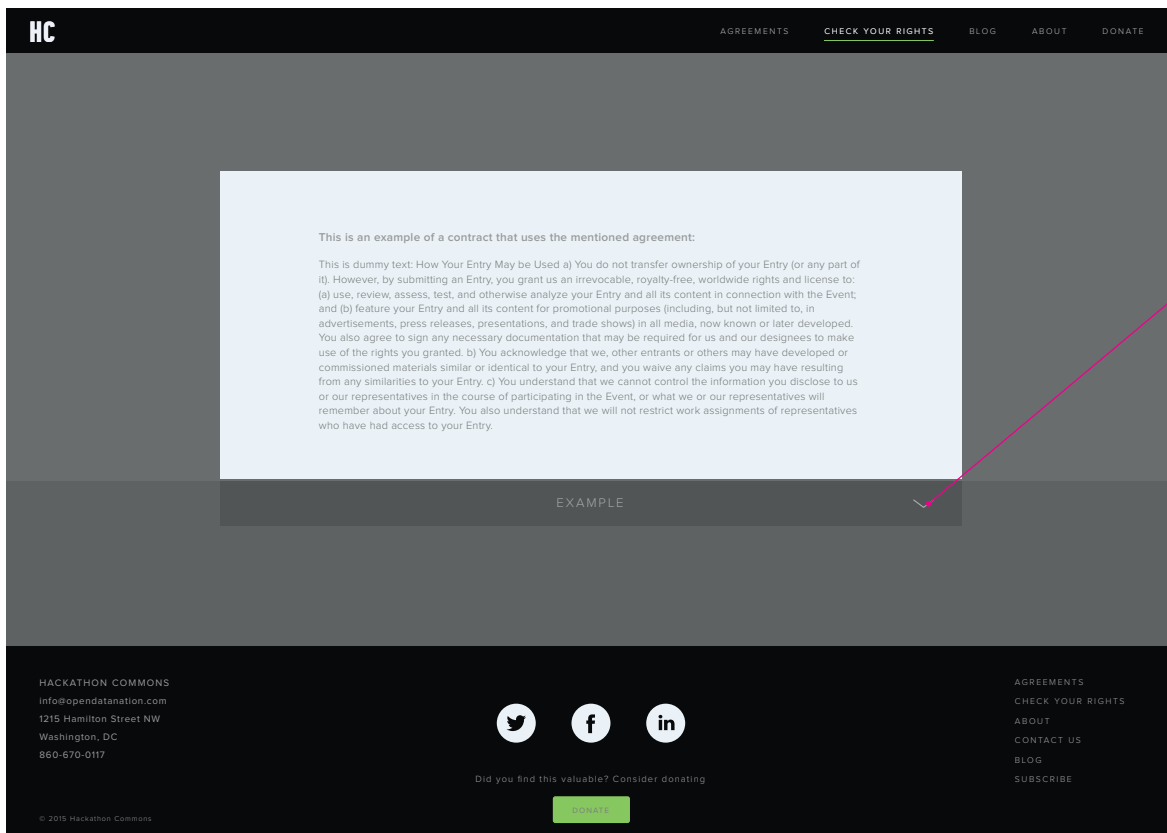 HC
AGREEMENTS CHECK YOUR RIGHTS BLOG ABOUT DONATE
This is an example of a contract that uses the mentioned agreement:
This is dummy text: How Your Entry May be Used a) You do not transfer ownership of your Entry (or any part of
it). However, by submitting an Entry, you grant us an irrevocable, royalty-free, worldwide rights and license to:
(a) use, review, assess, test, and otherwise analyze your Entry and all its content in connection with the Event;
and (b) feature your Entry and all its content for promotional purposes (including, but not limited to, in
advertisements, press releases, presentations, and trade shows) in all media, now known or later developed.
You also agree to sign any necessary documentation that may be required for us and our designees to make
use of the rights you granted. b) You acknowledge that we, other entrants or others may have developed or
commissioned materials similar or identical to your Entry, and you waive any claims you may have resulting
from any similarities to your Entry. c) You understand that we cannot control the information you disclose to us
or our representatives in the course of participating in the Event, or what we or our representatives will
remember about your Entry. You also understand that we will not restrict work assignments of representatives
who have had access to your Entry.
EXAMPLE
HACKATHON COMMONS
info@opendatanation.com
1215 Hamilton Street NW
Washington, DC
860-670-0117
© 2015 Hackathon Commons
f
in
Did you find this valuable? Consider donating
DONATE
AGREEMENTS
CHECK YOUR RIGHTS
ABOUT
CONTACT US
BLOG
SUBSCRIBE